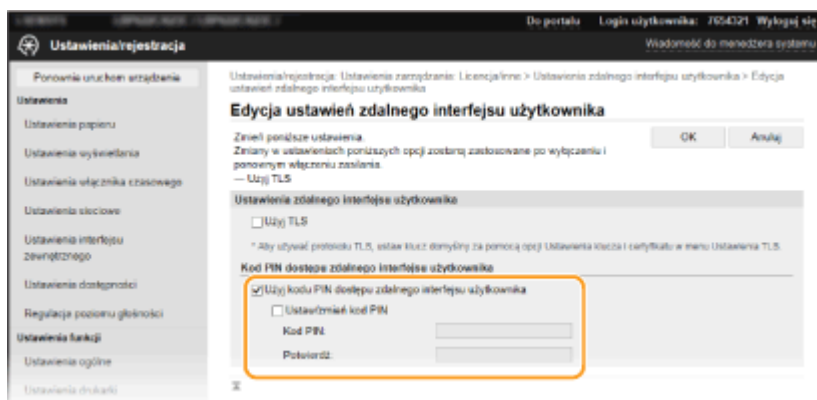 Do portalu Login użytkownika: 7654321 Wyloguj się
Ustawienia/rejestracja
Wiadomość do menedżera systemu
Ponownie uruchom urządzenie
Ustawienia
Ustawienia papieru
Ustawienia wyświetlania
Ustawienia włącznika czasowego
Ustawienia sieciowe
Ustawienia interfejsu
zewnętrznego
Ustawienia dostępności
Regulacja poziomu głośności
Ustawienia funkcji
Ustawienia ogólne
Ustawienia drukarki
Ustawienia/rejestracja: Ustawienia zarządzania: Licencja/inne > Ustawienia zdalnego interfejsu użytkownika > Edycja
ustawień zdalnego interfejsu użytkownika
Edycja ustawień zdalnego interfejsu użytkownika
Zmień poniższe ustawienia.
Zmiany w ustawieniach poniższych opcji zostaną zastosowane po wyłączeniu i
ponownym włączeniu zasilania.
— Użyj TLS
OK Anuluj
Ustawienia zdalnego interfejsu użytkownika
Użyj TLS
* Aby używać protokołu TLS, ustaw klucz domyślny za pomocą opcji Ustawienia klucza i certyfikatu w menu Ustawienia TLS.
Kod PIN dostępu zdalnego interfejsu użytkownika
Użyj kodu PIN dostępu zdalnego interfejsu użytkownika
Ustaw/zmień kod PIN
Kod PIN:
Potwierdź: